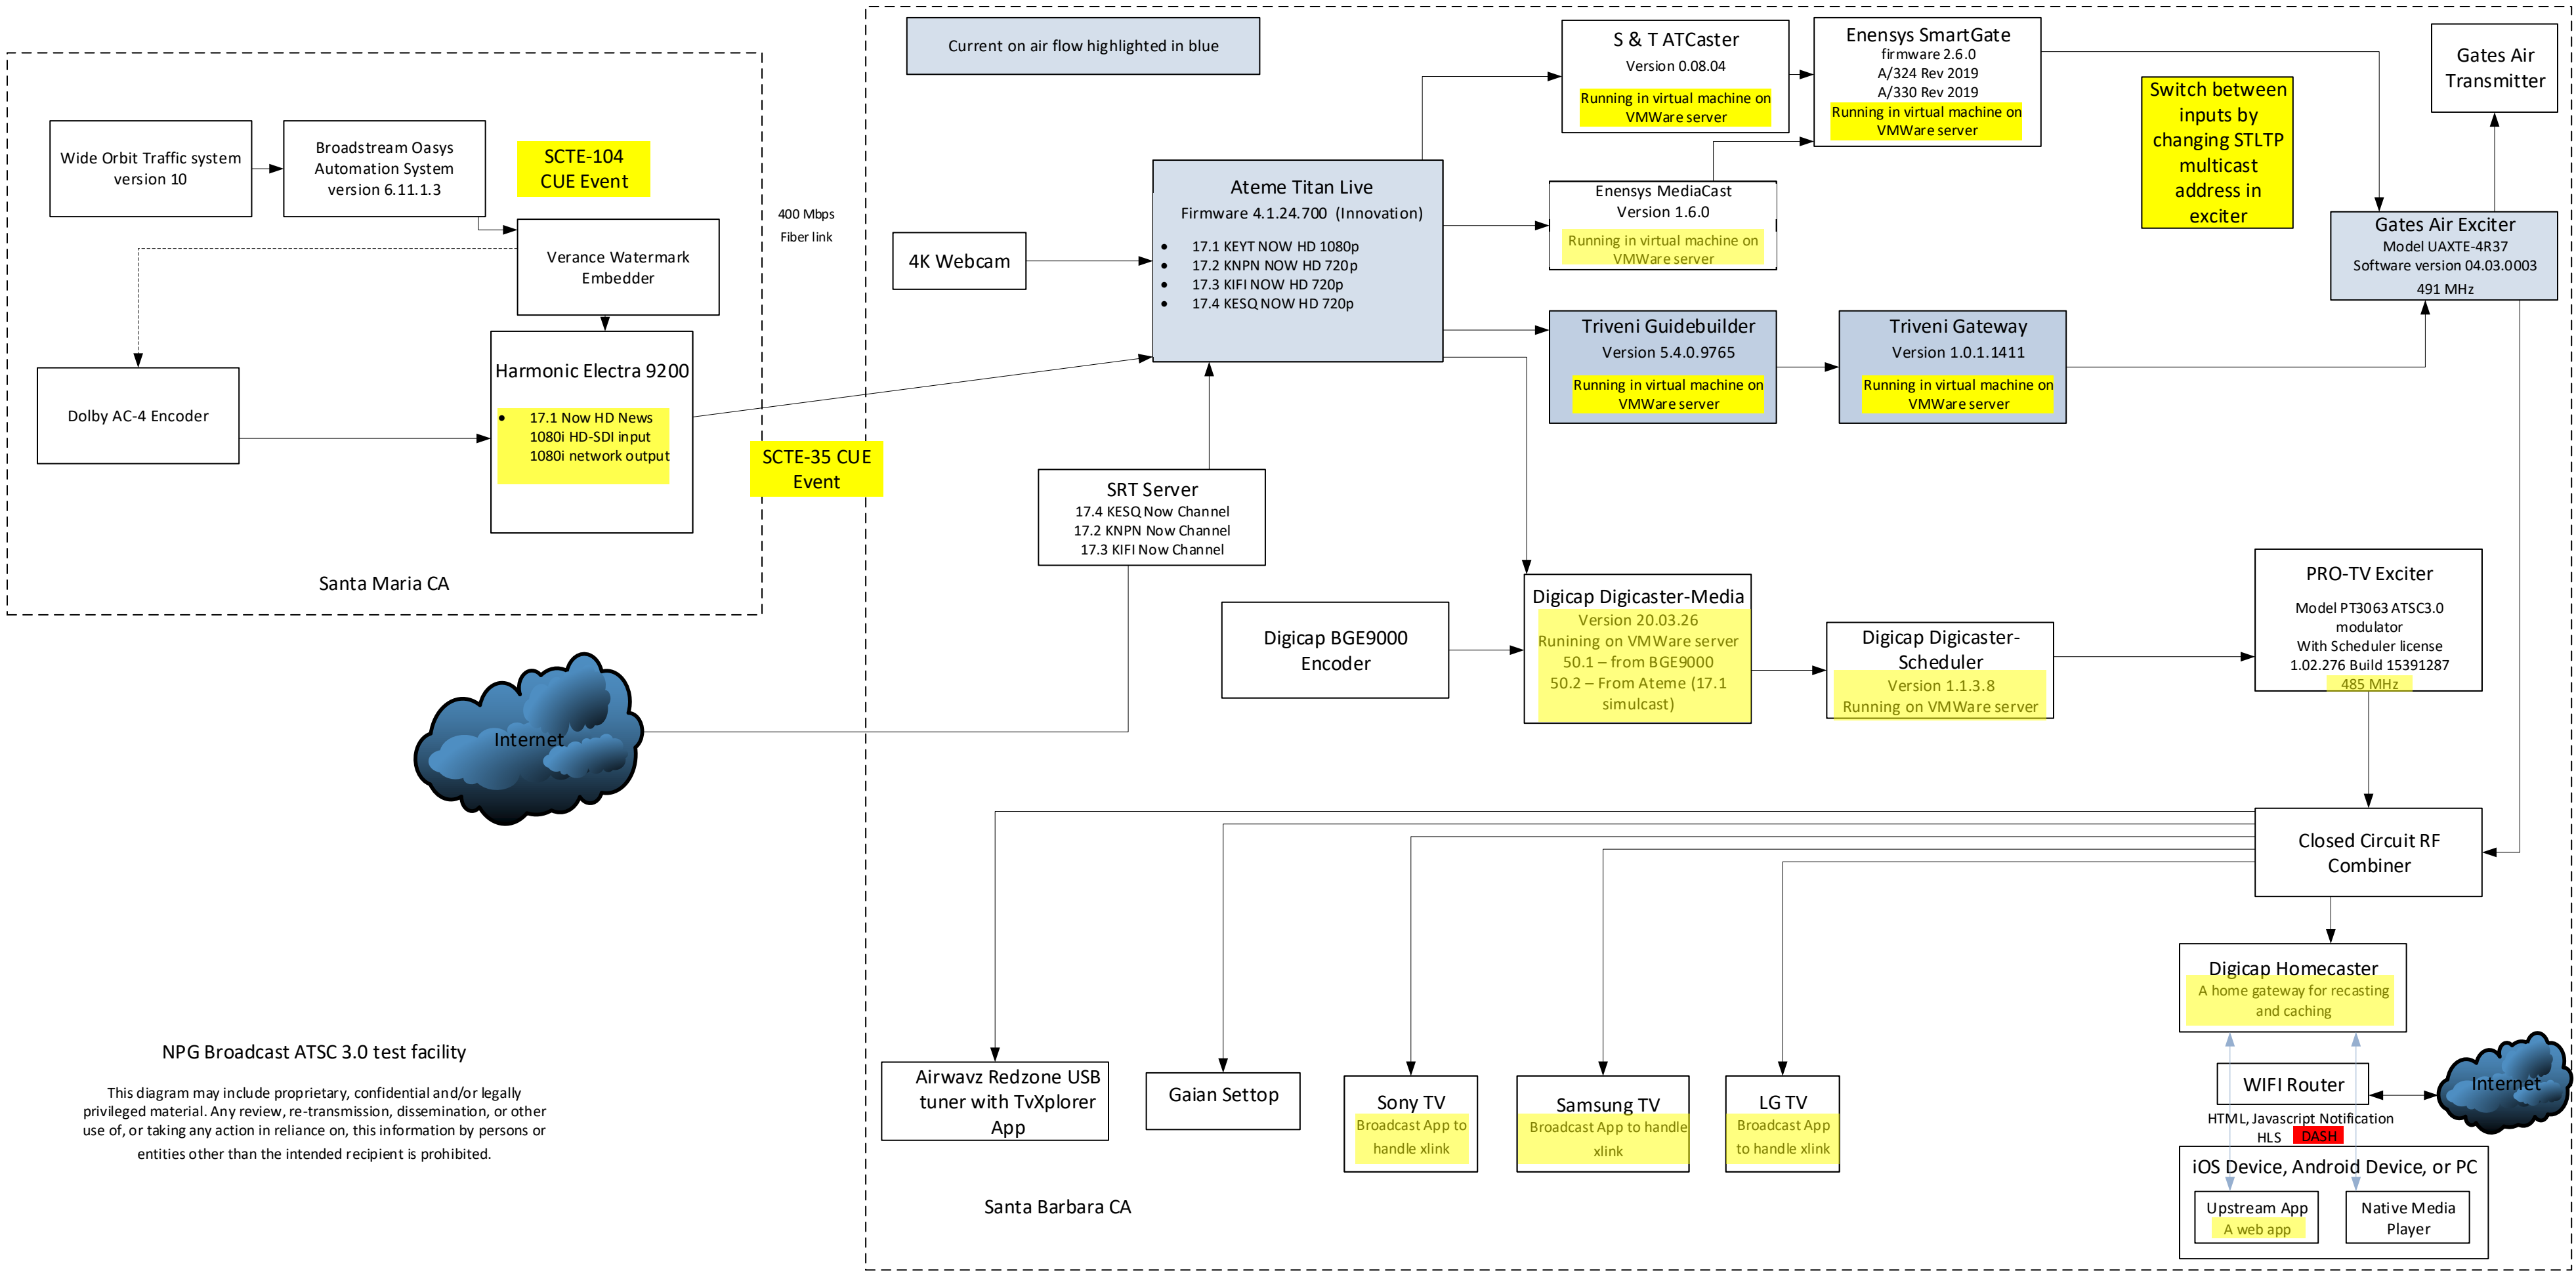 Current on air flow highlighted in blue
Wide Orbit Traffic system
version 10
Broadstream Oasys
Automation System
version 6.11.1.3
SCTE-104
CUE Event
Verance Watermark
Embedder
Dolby AC-4 Encoder
Harmonic Electra 9200
• 17.1 Now HD News
1080i HD-SDI input
1080i network output
Santa Maria CA
400 Mbps
Fiber link
SCTE-35 CUE
Event
4K Webcam
Ateme Titan Live
Firmware 4.1.24.700 (Innovation)
• 17.1 KEYT NOW HD 1080p
• 17.2 KNPN NOW HD 720p
• 17.3 KIFI NOW HD 720p
• 17.4 KESQ NOW HD 720p
S & T ATCaster
Version 0.08.04
Running in virtual machine on
VMWare server
Enensys SmartGate
firmware 2.6.0
A/324 Rev 2019
A/330 Rev 2019
Running in virtual machine on
VMWare server
Enensys MediaCast
Version 1.6.0
Running in virtual machine on
VMWare server
Switch between
inputs by
changing STLTP
multicast
address in
exciter
Gates Air
Transmitter
Gates Air Exciter
Model UAXTE-4R37
Software version 04.03.0003
491 MHz
Triveni Guidebuilder
Version 5.4.0.9765
Running in virtual machine on
VMWare server
Triveni Gateway
Version 1.0.1.1411
Running in virtual machine on
VMWare server
SRT Server
17.4 KESQ Now Channel
17.2 KNPN Now Channel
17.3 KIFI Now Channel
Internet
Digicap BGE9000
Encoder
Digicap Digicaster-Media
Version 20.03.26
Runining on VMWare server
50.1 – from BGE9000
50.2 – From Ateme (17.1
simulcast)
Digicap Digicaster-
Scheduler
Version 1.1.3.8
Running on VMWare server
PRO-TV Exciter
Model PT3063 ATSC3.0
modulator
With Scheduler license
1.02.276 Build 15391287
485 MHz
Closed Circuit RF
Combiner
Digicap Homecaster
A home gateway for recasting
and caching
WIFI Router
Internet
HTML, Javascript Notification
HLS DASH
iOS Device, Android Device, or PC
Upstream App
A web app
Native Media
Player
Airwavz Redzone USB
tuner with TvXplorer
App
Gaian Settop
Sony TV
Broadcast App to
handle xlink
Samsung TV
Broadcast App to handle
xlink
LG TV
Broadcast App
to handle xlink
Santa Barbara CA
NPG Broadcast ATSC 3.0 test facility
This diagram may include proprietary, confidential and/or legally
privileged material. Any review, re-transmission, dissemination, or other
use of, or taking any action in reliance on, this information by persons or
entities other than the intended recipient is prohibited.